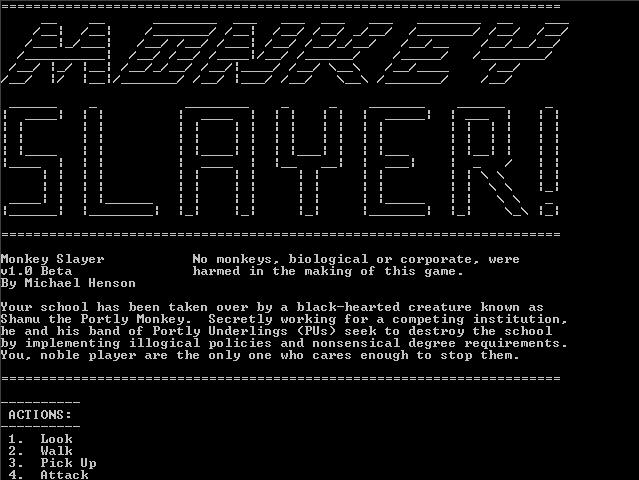 MONKEY
SLAYER!
Monkey Slayer
v1.0 Beta
By Michael Henson
No monkeys, biological or corporate, were
harmed in the making of this game.
Your school has been taken over by a black-hearted creature known as
Shamu the Portly Monkey. Secretly working for a competing institution,
he and his band of Portly Underlings (PUs) seek to destroy the school
by implementing illogical policies and nonsensical degree requirements.
You, noble player are the only one who cares enough to stop them.
ACTIONS:
1. Look
2. Walk
3. Pick Up
4. Attack